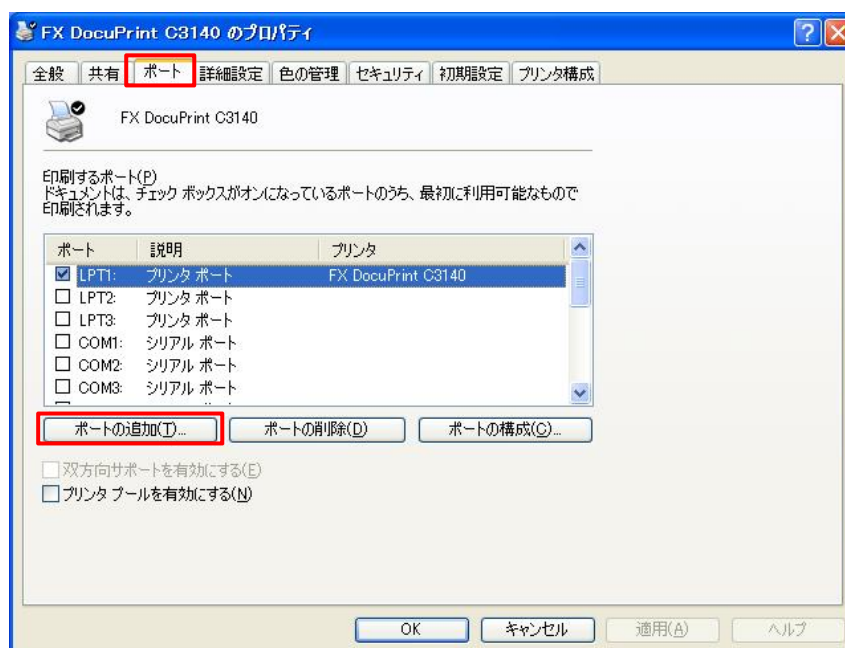 FX DocuPrint C3140 のプロパティ
全般 共有 ポート 詳細設定 色の管理 セキュリティ 初期設定 プリンタ構成
FX DocuPrint C3140
印刷するポート(P)
ドキュメントは、チェック ボックスがオンになっているポートのうち、最初に利用可能なもので
印刷されます。
ポート 説明 プリンタ
LPT1: プリンタ ポート FX DocuPrint C3140
LPT2: プリンタ ポート
LPT3: プリンタ ポート
COM1: シリアル ポート
COM2: シリアル ポート
COM3: シリアル ポート
ポートの追加(T)... ポートの削除(D) ポートの構成(C)...
双方向サポートを有効にする(E)
プリンタ プールを有効にする(N)
OK キャンセル 適用(A) ヘルプ